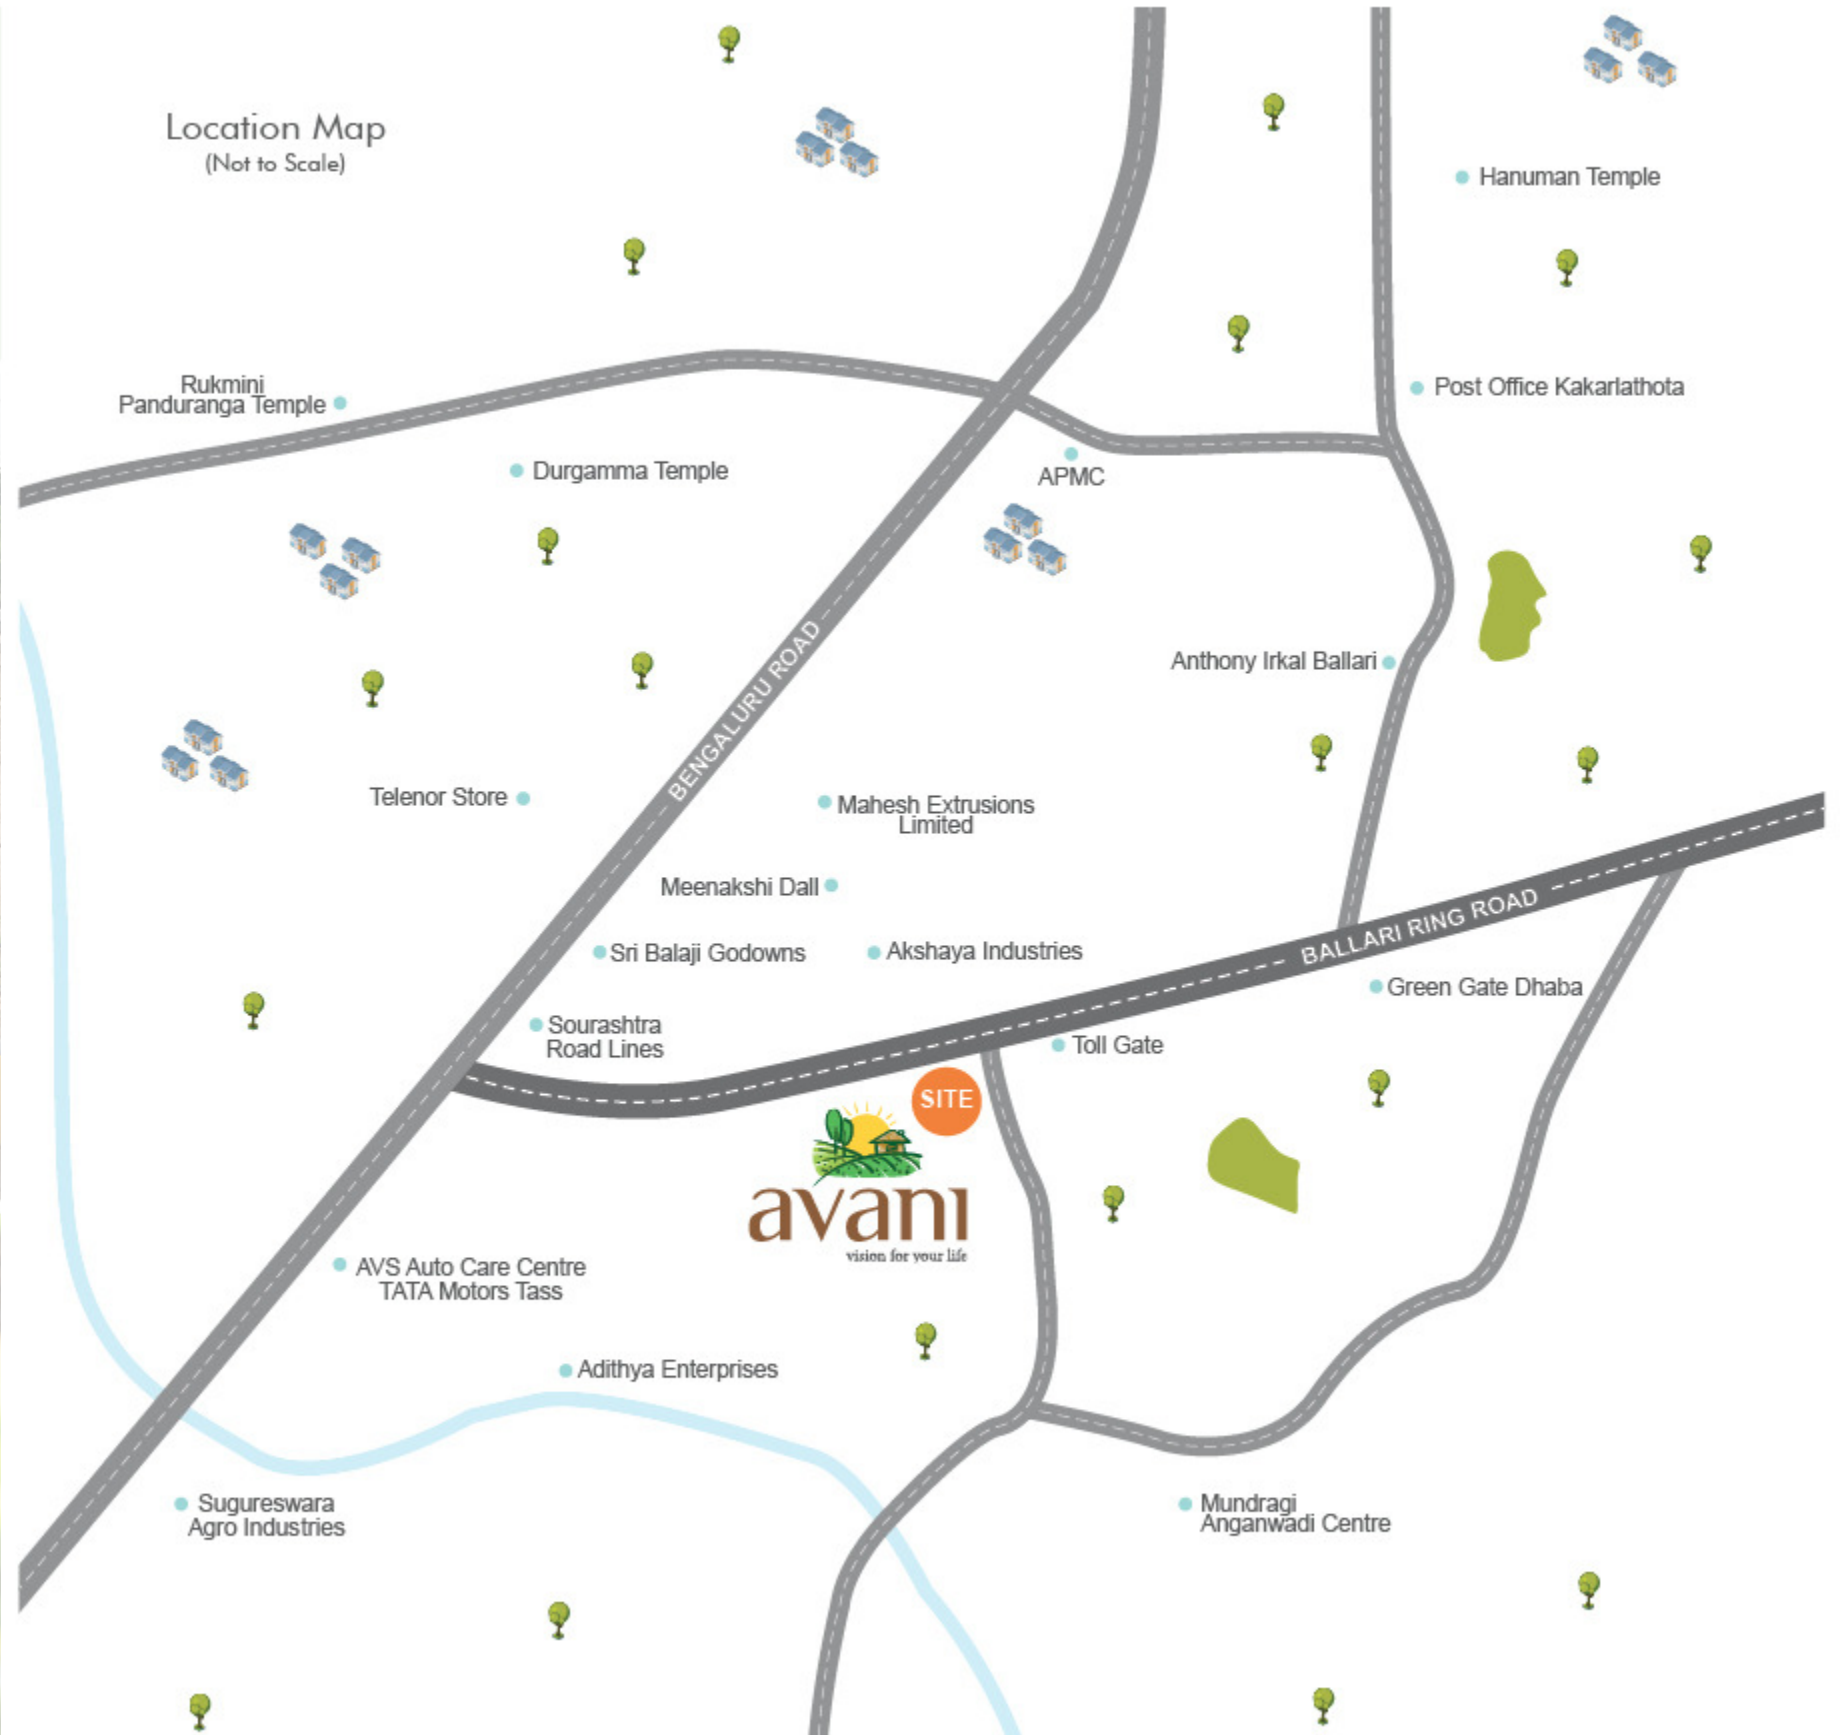 Location Map
(Not to Scale)
Hanuman Temple
Rukmini
Panduranga Temple
Post Office Kakarlathota
Durgamma Temple
APMC
BENGALURU ROAD
Anthony Irkal Ballari
Telenor Store
Mahesh Extrusions
Limited
Meenakshi Dall
BALLARI RING ROAD
Sri Balaji Godowns
Akshaya Industries
Green Gate Dhaba
Sourashtra
Road Lines
Toll Gate
SITE
avani
vision for your life
AVS Auto Care Centre
TATA Motors Tass
Adithya Enterprises
Sugureswara
Agro Industries
Mundragi
Anganwadi Centre